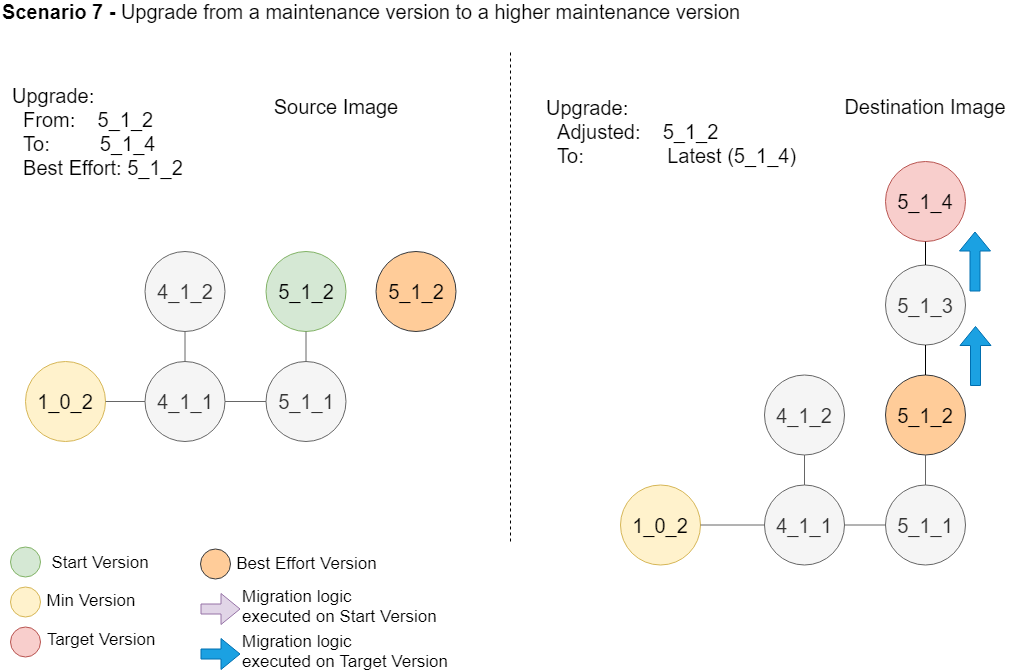 Scenario 7 - Upgrade from a maintenance version to a higher maintenance version
Upgrade:
From: 5_1_2
To: 5_1_4
Best Effort: 5_1_2
Source Image
4_1_2
5_1_2
5_1_2
1_0_2
4_1_1
5_1_1
Upgrade:
Adjusted: 5_1_2
To: Latest (5_1_4)
Destination Image
5_1_4
5_1_3
4_1_2
5_1_2
1_0_2
4_1_1
5_1_1
Start Version
Min Version
Target Version
Best Effort Version
Migration logic
executed on Start Version
Migration logic
executed on Target Version